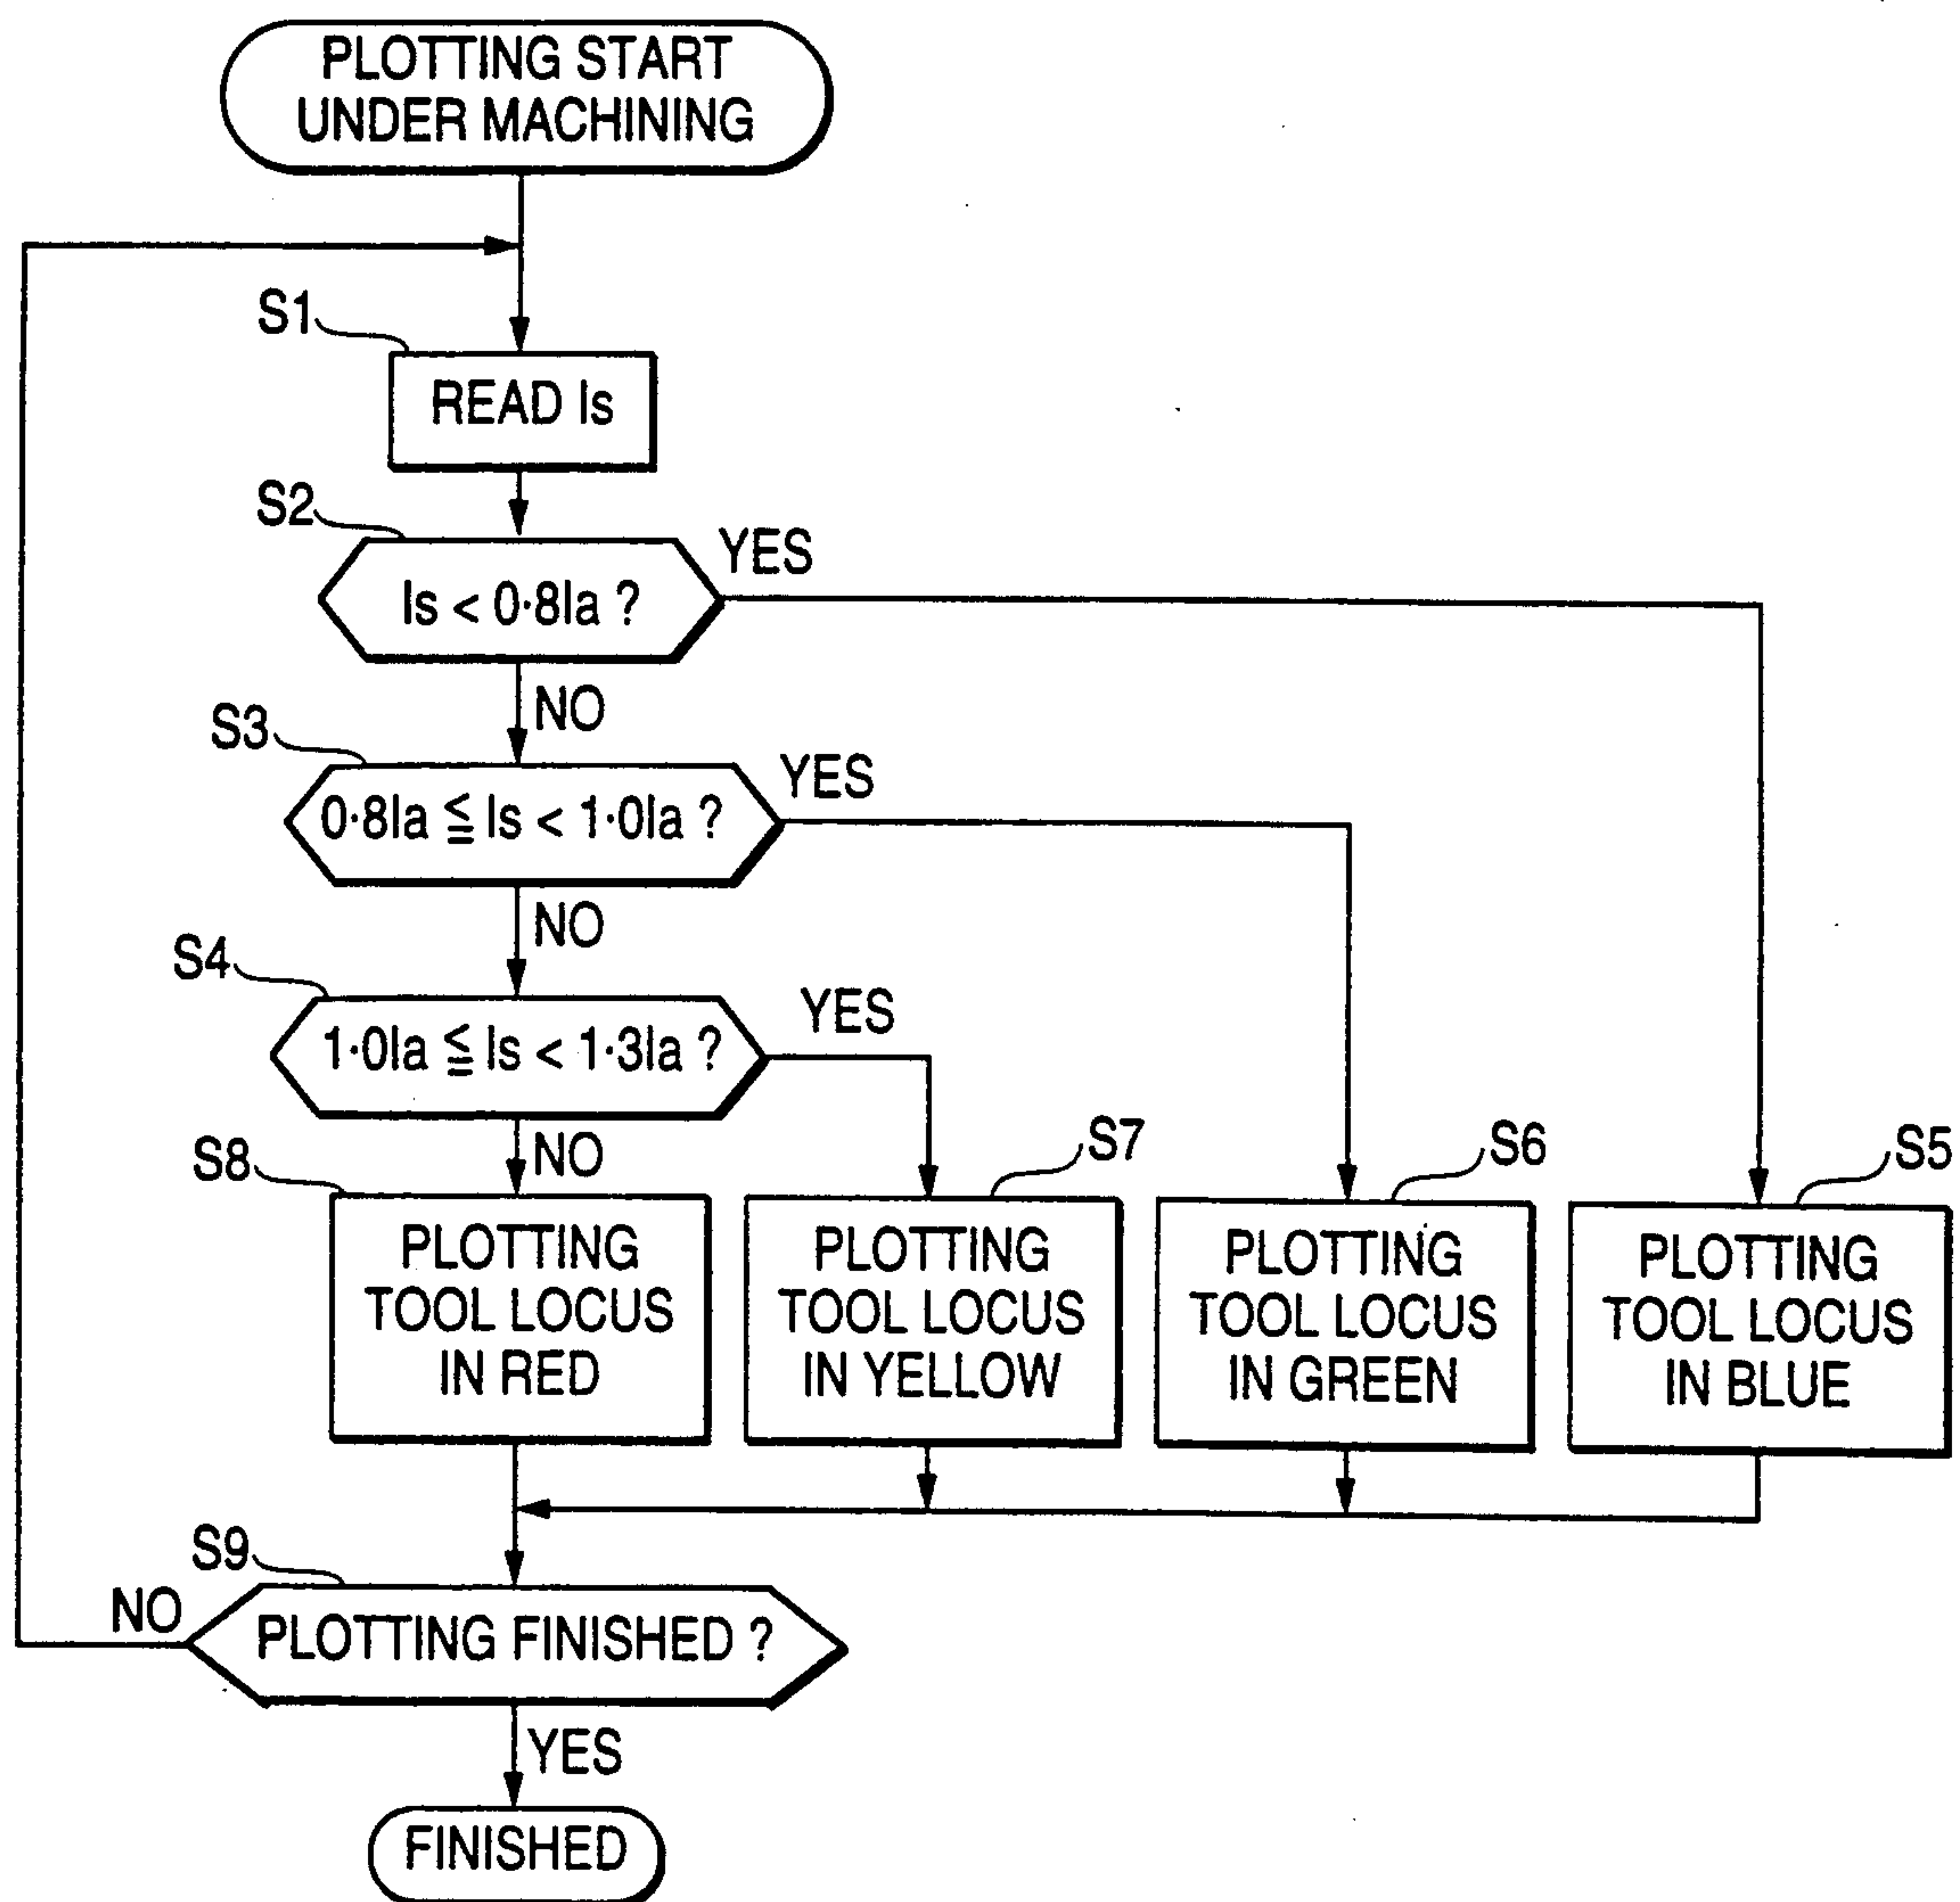 PLOTTING START
UNDER MACHINING
S1
READ Is
S2
Is < 0·8Ia ?
YES
NO
S3
0·8Ia ≦ Is < 1·0Ia ?
YES
NO
S4
1·0Ia ≦ Is < 1·3Ia ?
YES
NO
S8
PLOTTING
TOOL LOCUS
IN RED
S7
PLOTTING
TOOL LOCUS
IN YELLOW
S6
PLOTTING
TOOL LOCUS
IN GREEN
S5
PLOTTING
TOOL LOCUS
IN BLUE
S9
NO
PLOTTING FINISHED ?
YES
FINISHED